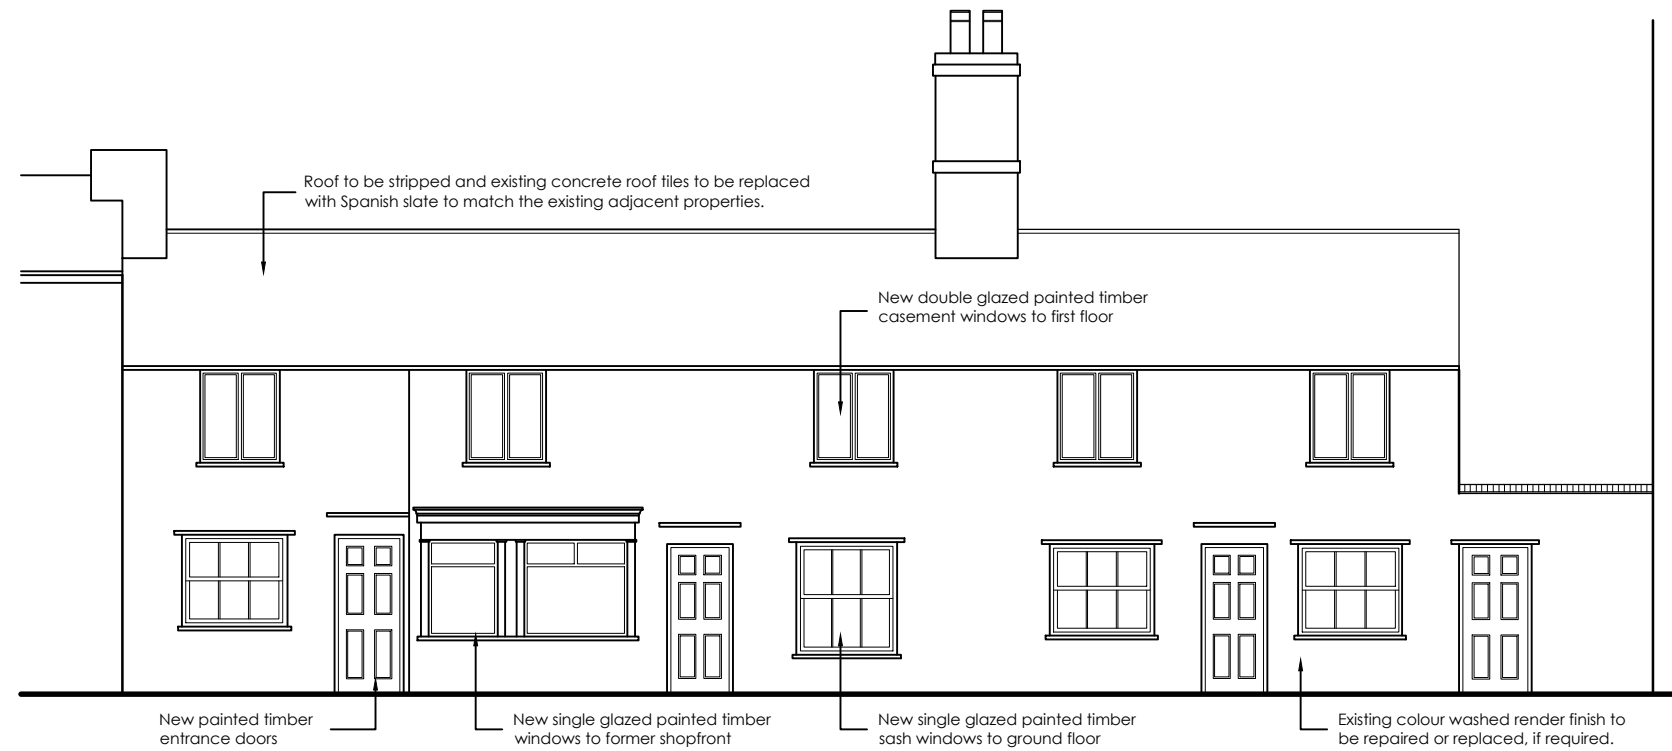 Roof to be stripped and existing concrete roof tiles to be replaced
with Spanish slate to match the existing adjacent properties.
New double glazed painted timber
casement windows to first floor
New painted timber
entrance doors
New single glazed painted timber
windows to former shopfront
New single glazed painted timber
sash windows to ground floor
Existing colour washed render finish to
be repaired or replaced, if required.